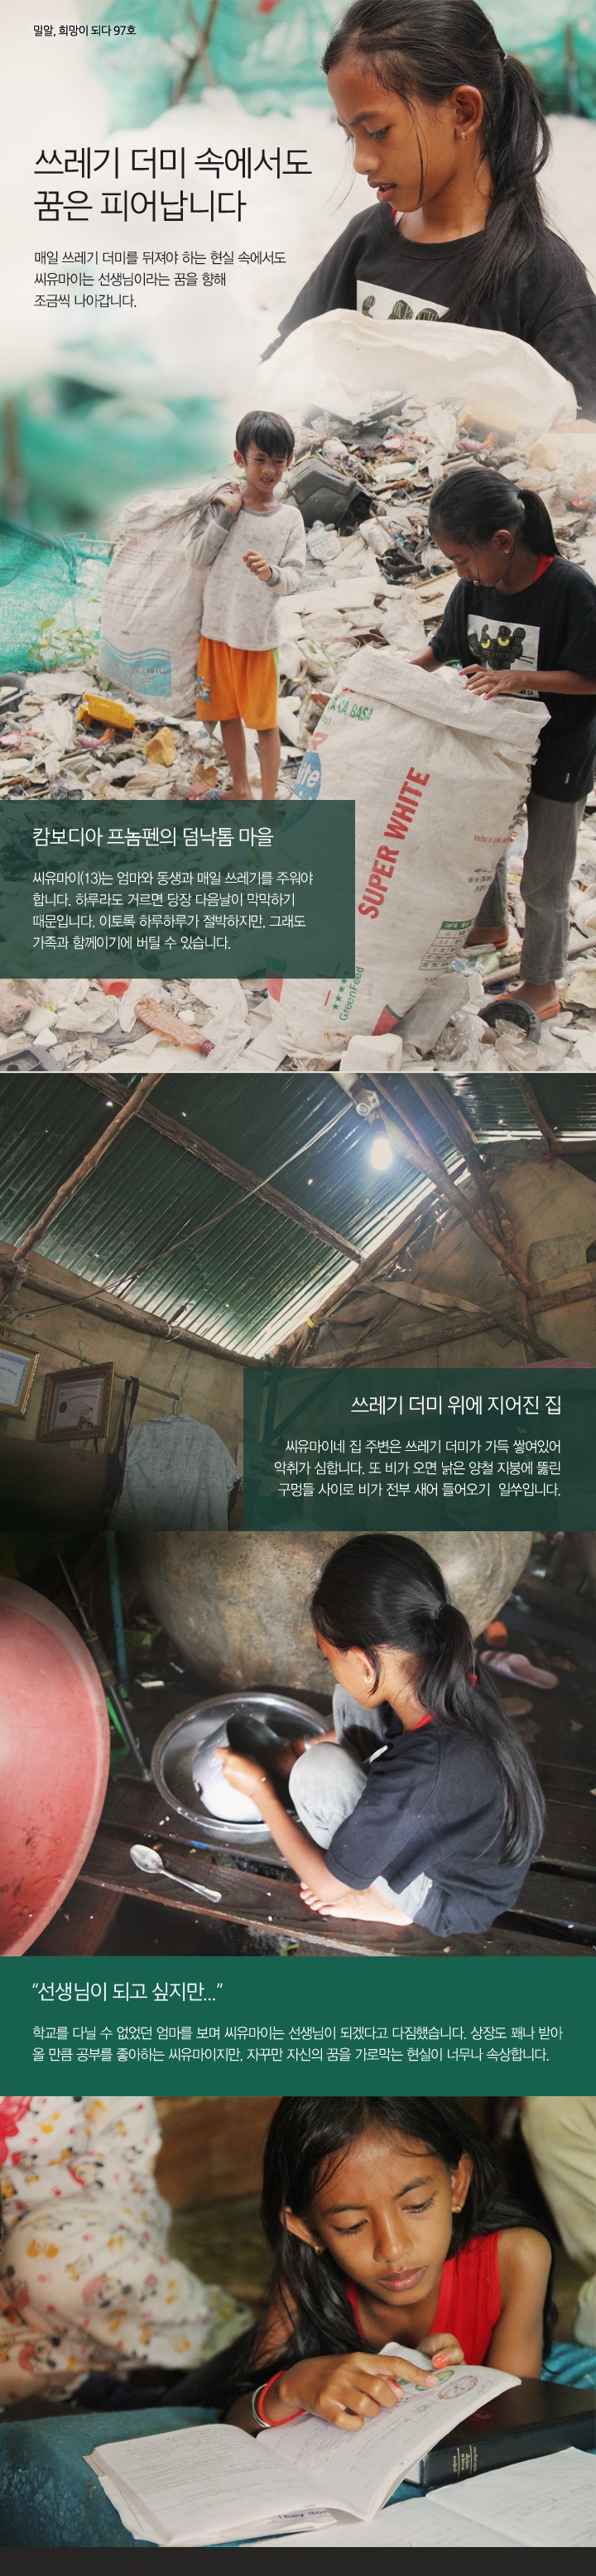 밀알, 희망이 되다 97호
쓰레기 더미 속에서도
꿈은 피어납니다
매일 쓰레기 더미를 뒤져야 하는 현실 속에서도
씨유마이는 선생님이라는 꿈을 향해
조금씩 나아갑니다.
CA BASA
SUPER WHITE
GreenFeed
캄보디아 프놈펜의 덤낙톰 마을
씨유마이(13)는 엄마와 동생과 매일 쓰레기를 주워야
합니다. 하루라도 거르면 당장 다음날이 막막하기
때문입니다. 이토록 하루하루가 절박하지만, 그래도
가족과 함께이기에 버틸 수 있습니다.
쓰레기 더미 위에 지어진 집
씨유마이네 집 주변은 쓰레기 더미가 가득 쌓여있어
악취가 심합니다. 또 비가 오면 낡은 양철 지붕에 뚫린
구멍들 사이로 비가 전부 새어 들어오기 일쑤입니다.
“선생님이 되고 싶지만...”
학교를 다닐 수 없었던 엄마를 보며 씨유마이는 선생님이 되겠다고 다짐했습니다. 상장도 꽤나 받아
올 만큼 공부를 좋아하는 씨유마이지만, 자꾸만 자신의 꿈을 가로막는 현실이 너무나 속상합니다.